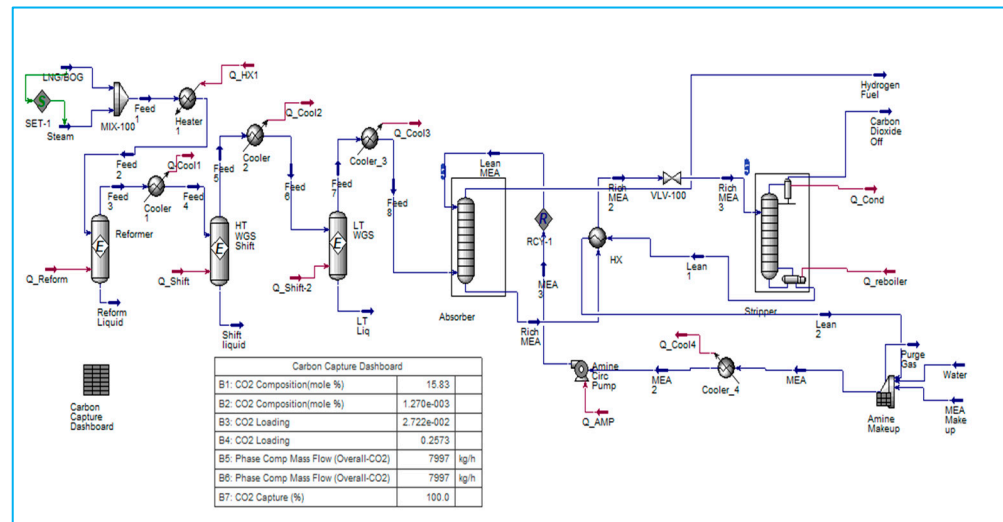 LNG/BOG
SET-1
Steam
MIX-100
Feed
1
Heater
1
Q_HX1
Feed
2
Feed
3
Q-Cool1
Cooler
1
Feed
4
Reformer
Q_Reform
Reform
Liquid
Feed
5
Q_Cool2
Cooler
2
Feed
6
HT
WGS
Shift
E
Q_Shift
Shift
liquid
Feed
7
Q_Cool3
Cooler_3
Feed
8
LT
WGS
E
Q_Shift-2
LT
Liq
E
Lean
MEA
Absorber
R
RCY-1
MEA
3
Rich
MEA
Rich
MEA
2
VLV-100
Rich
MEA
3
HX
Lean
1
Hydrogen
Fuel
Carbon
Dioxide
Off
Q_Cond
Q_reboiler
Stripper
Lean
2
Purge
Gas
Water
MEA
Make
up
Amine
Makeup
MEA
Cooler_4
Q_Cool4
MEA
2
Amine
Circ
Pump
Q_AMP
S
Carbon
Capture
Dashboard
Carbon Capture Dashboard
B1: CO2 Composition(mole %) 15.83
B2: CO2 Composition(mole %) 1.270e-003
B3: CO2 Loading 2.722e-002
B4: CO2 Loading 0.2573
B5: Phase Comp Mass Flow (Overall-CO2) 7997 kg/h
B6: Phase Comp Mass Flow (Overall-CO2) 7997 kg/h
B7: CO2 Capture (%) 100.0